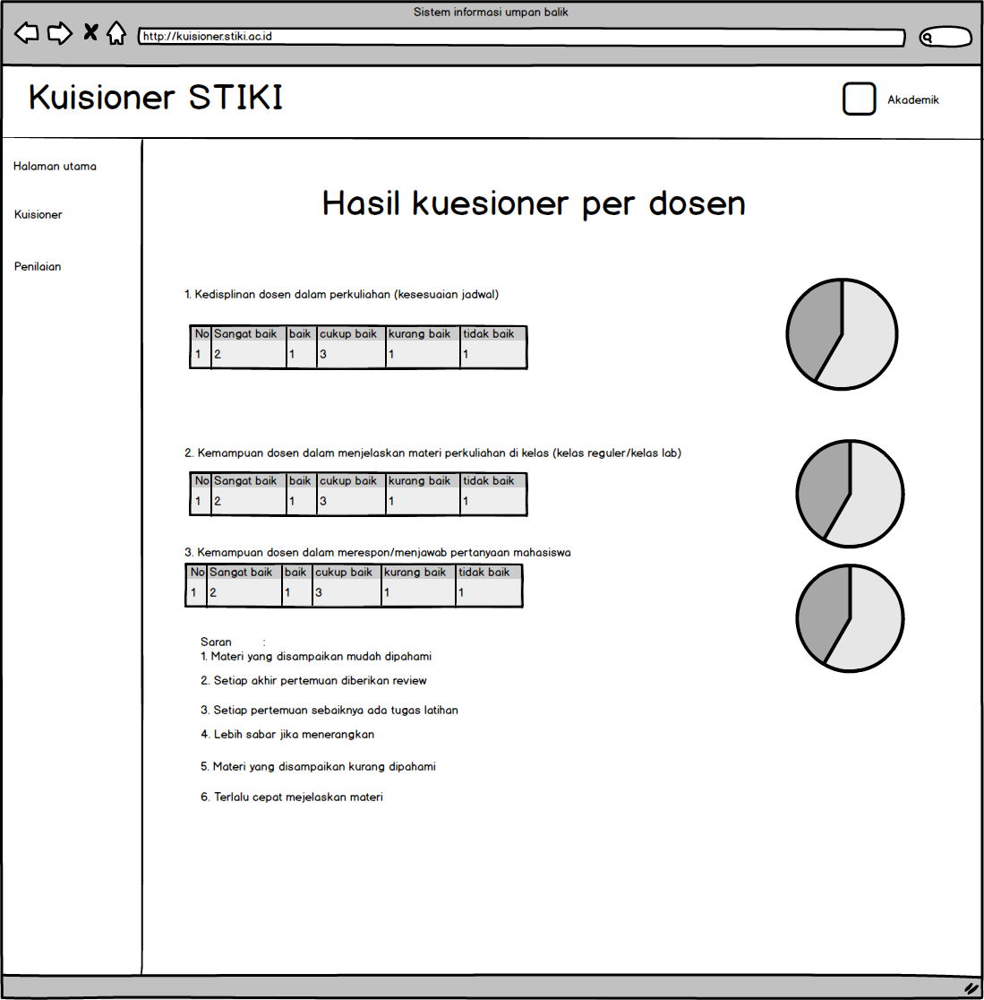 Sistem informasi umpan balik
http://kuisioner.stiki.ac.id
Kuisioner STIKI
Akademik
Halaman utama
Kuisioner
Penilaian
Hasil kuesioner per dosen
1. Kedisplinan dosen dalam perkuliahan (kesesuaian jadwal)
No Sangat baik baik cukup baik kurang baik tidak baik
1 2 1 3 1 1
2. Kemampuan dosen dalam menjelaskan materi perkuliahan di kelas (kelas reguler/kelas lab)
No Sangat baik baik cukup baik kurang baik tidak baik
1 2 1 3 1 1
3. Kemampuan dosen dalam merespon/menjawab pertanyaan mahasiswa
No Sangat baik baik cukup baik kurang baik tidak baik
1 2 1 3 1 1
Saran :
1. Materi yang disampaikan mudah dipahami
2. Setiap akhir pertemuan diberikan review
3. Setiap pertemuan sebaiknya ada tugas latihan
4. Lebih sabar jika menerangkan
5. Materi yang disampaikan kurang dipahami
6. Terlalu cepat mejelaskan materi